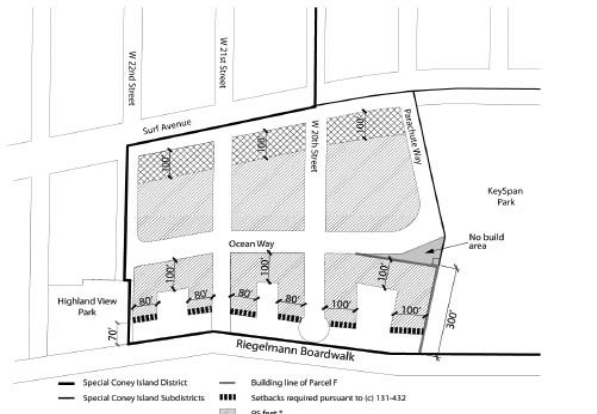 W 22nd Street
W 21st Street
Surf Avenue
W 20th Street
Parachute Way
100'
100'
100'
KeySpan
Park
No build
area
Ocean Way
100'
100'
100'
Highland View
Park
80'
80'
80'
80'
100'
100'
300'
70'
Riegelmann Boardwalk
Special Coney Island District
Building line of Parcel F
Special Coney Island Subdistricts
Setbacks required pursuant to (c) 131-432
95 feet *